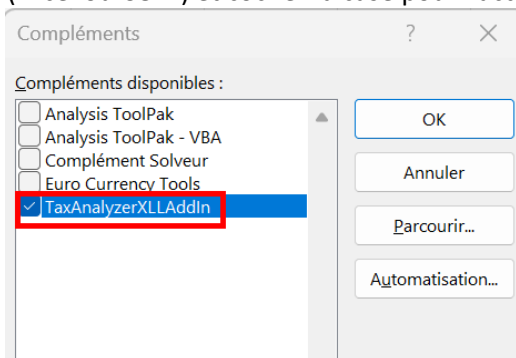 Compléments
?
Compléments disponibles :
Analysis ToolPak
Analysis ToolPak - VBA
Complément Solveur
Euro Currency Tools
TaxAnalyzerXLLAddIn
OK
Annuler
Parcourir...
Automatisation...